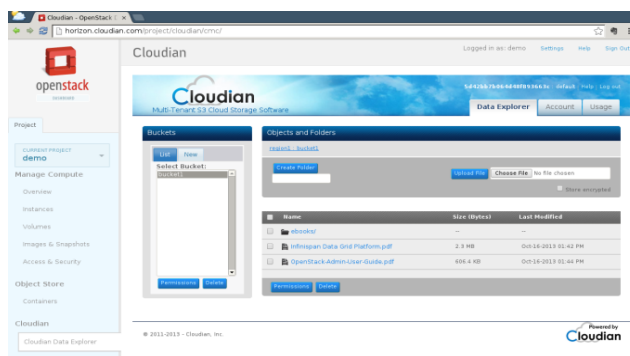 Cloudian - OpenStack
horizon.cloudian.com/project/cloudian/cmc/
openstack
DASHBOARD
Cloudian
Logged in as: demo Settings Help Sign Out
Cloudian
Multi-Tenant S3 Cloud Storage Software
default Help Log out
Data Explorer Account Usage
Project
CURRENT PROJECT
demo
Manage Compute
Overview
Instances
Volumes
Images & Snapshots
Access & Security
Object Store
Containers
Cloudian
Cloudian Data Explorer
Buckets
List New
Select Bucket:
bucket1
Permissions Delete
Objects and Folders
region1 : bucket1
Create Folder
Upload File Choose File No file chosen
Store encrypted
Name Size (Bytes) Last Modified
ebooks/ -- --
Infinispan Data Grid Platform.pdf 2.3 MB Oct-16-2013 01:42 PM
OpenStack-Admin-User-Guide.pdf 696.4 KB Oct-16-2013 01:44 PM
Permissions Delete
© 2011-2013 - Cloudian, Inc.
Powered by
Cloudian